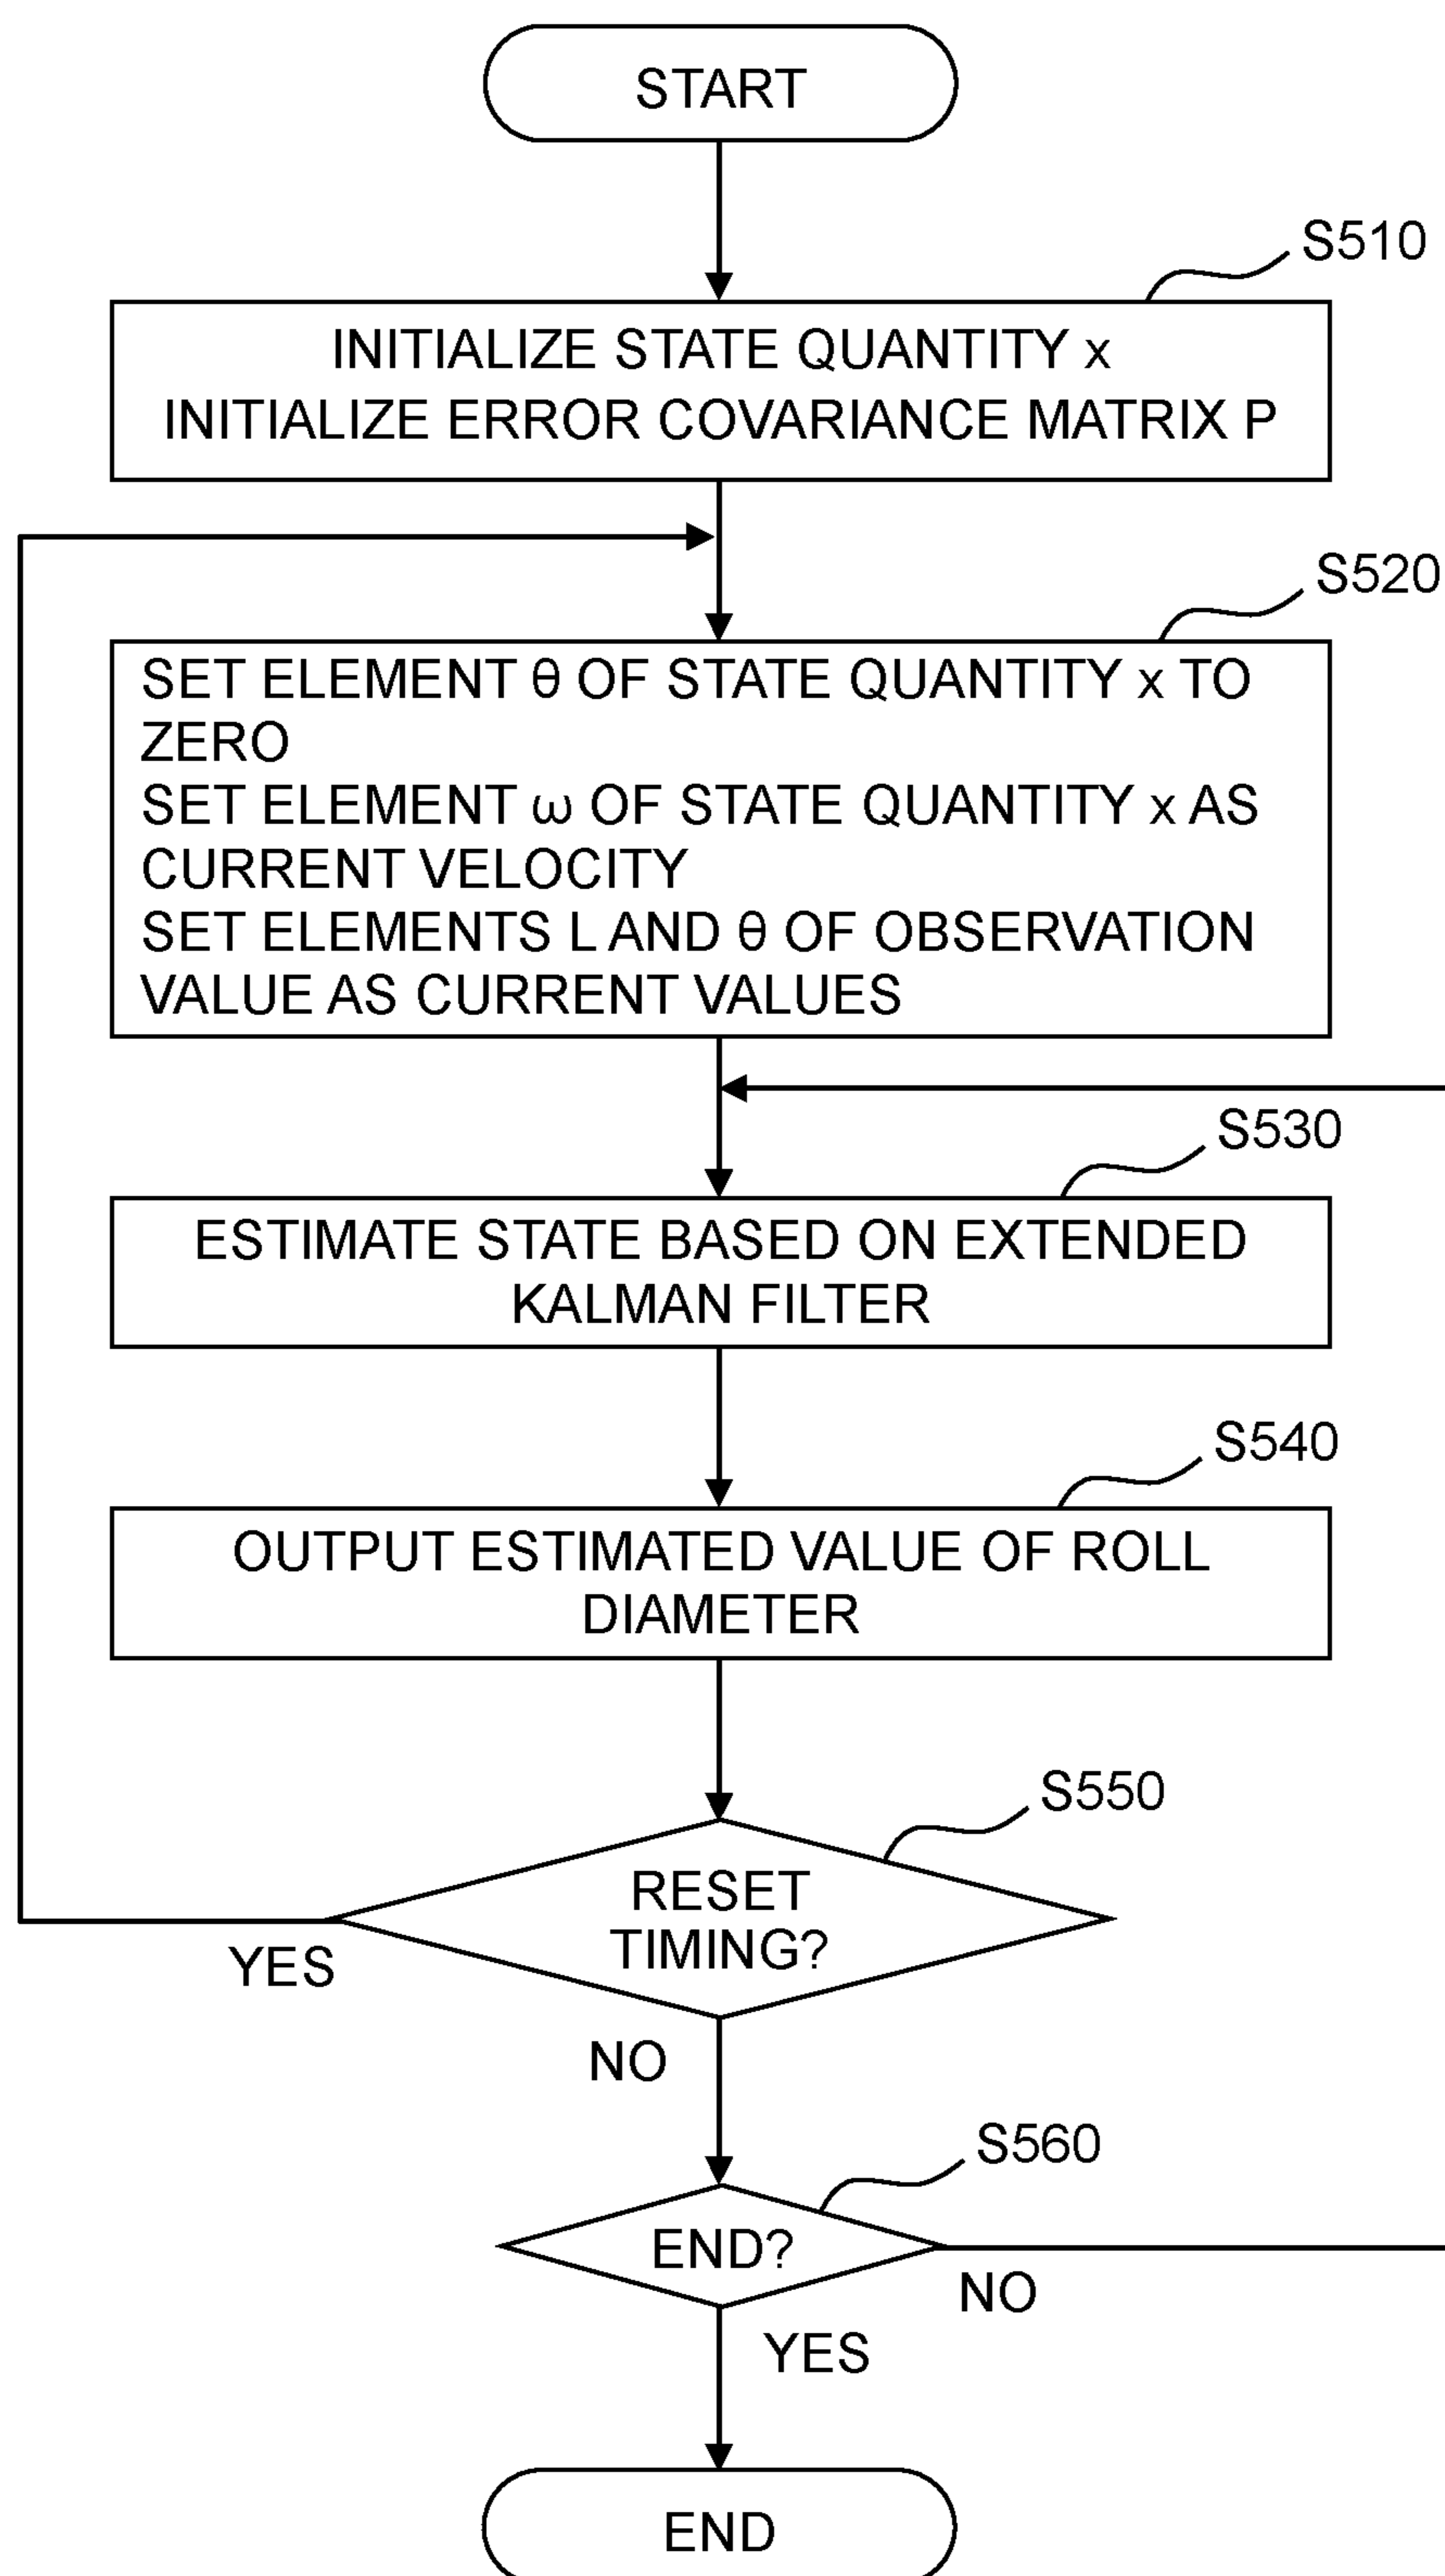 START
S510
INITIALIZE STATE QUANTITY x
INITIALIZE ERROR COVARIANCE MATRIX P
S520
SET ELEMENT θ OF STATE QUANTITY x TO
ZERO
SET ELEMENT ω OF STATE QUANTITY x AS
CURRENT VELOCITY
SET ELEMENTS L AND θ OF OBSERVATION
VALUE AS CURRENT VALUES
S530
ESTIMATE STATE BASED ON EXTENDED
KALMAN FILTER
S540
OUTPUT ESTIMATED VALUE OF ROLL
DIAMETER
S550
RESET
TIMING?
YES
NO
S560
END?
NO
YES
END